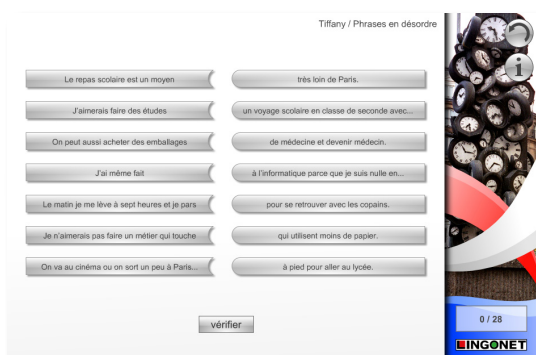 Tiffany / Phrases en désordre
Le repas scolaire est un moyen
très loin de Paris.
J'aimerais faire des études
un voyage scolaire en classe de seconde avec...
On peut aussi acheter des emballages
de médecine et devenir médecin.
J'ai même fait
à l'informatique parce que je suis nulle en...
Le matin je me lève à sept heures et je pars
pour se retrouver avec les copains.
Je n'aimerais pas faire un métier qui touche
qui utilisent moins de papier.
On va au cinéma ou on sort un peu à Paris...
à pied pour aller au lycée.
vérifier
0 / 28
LINGONET